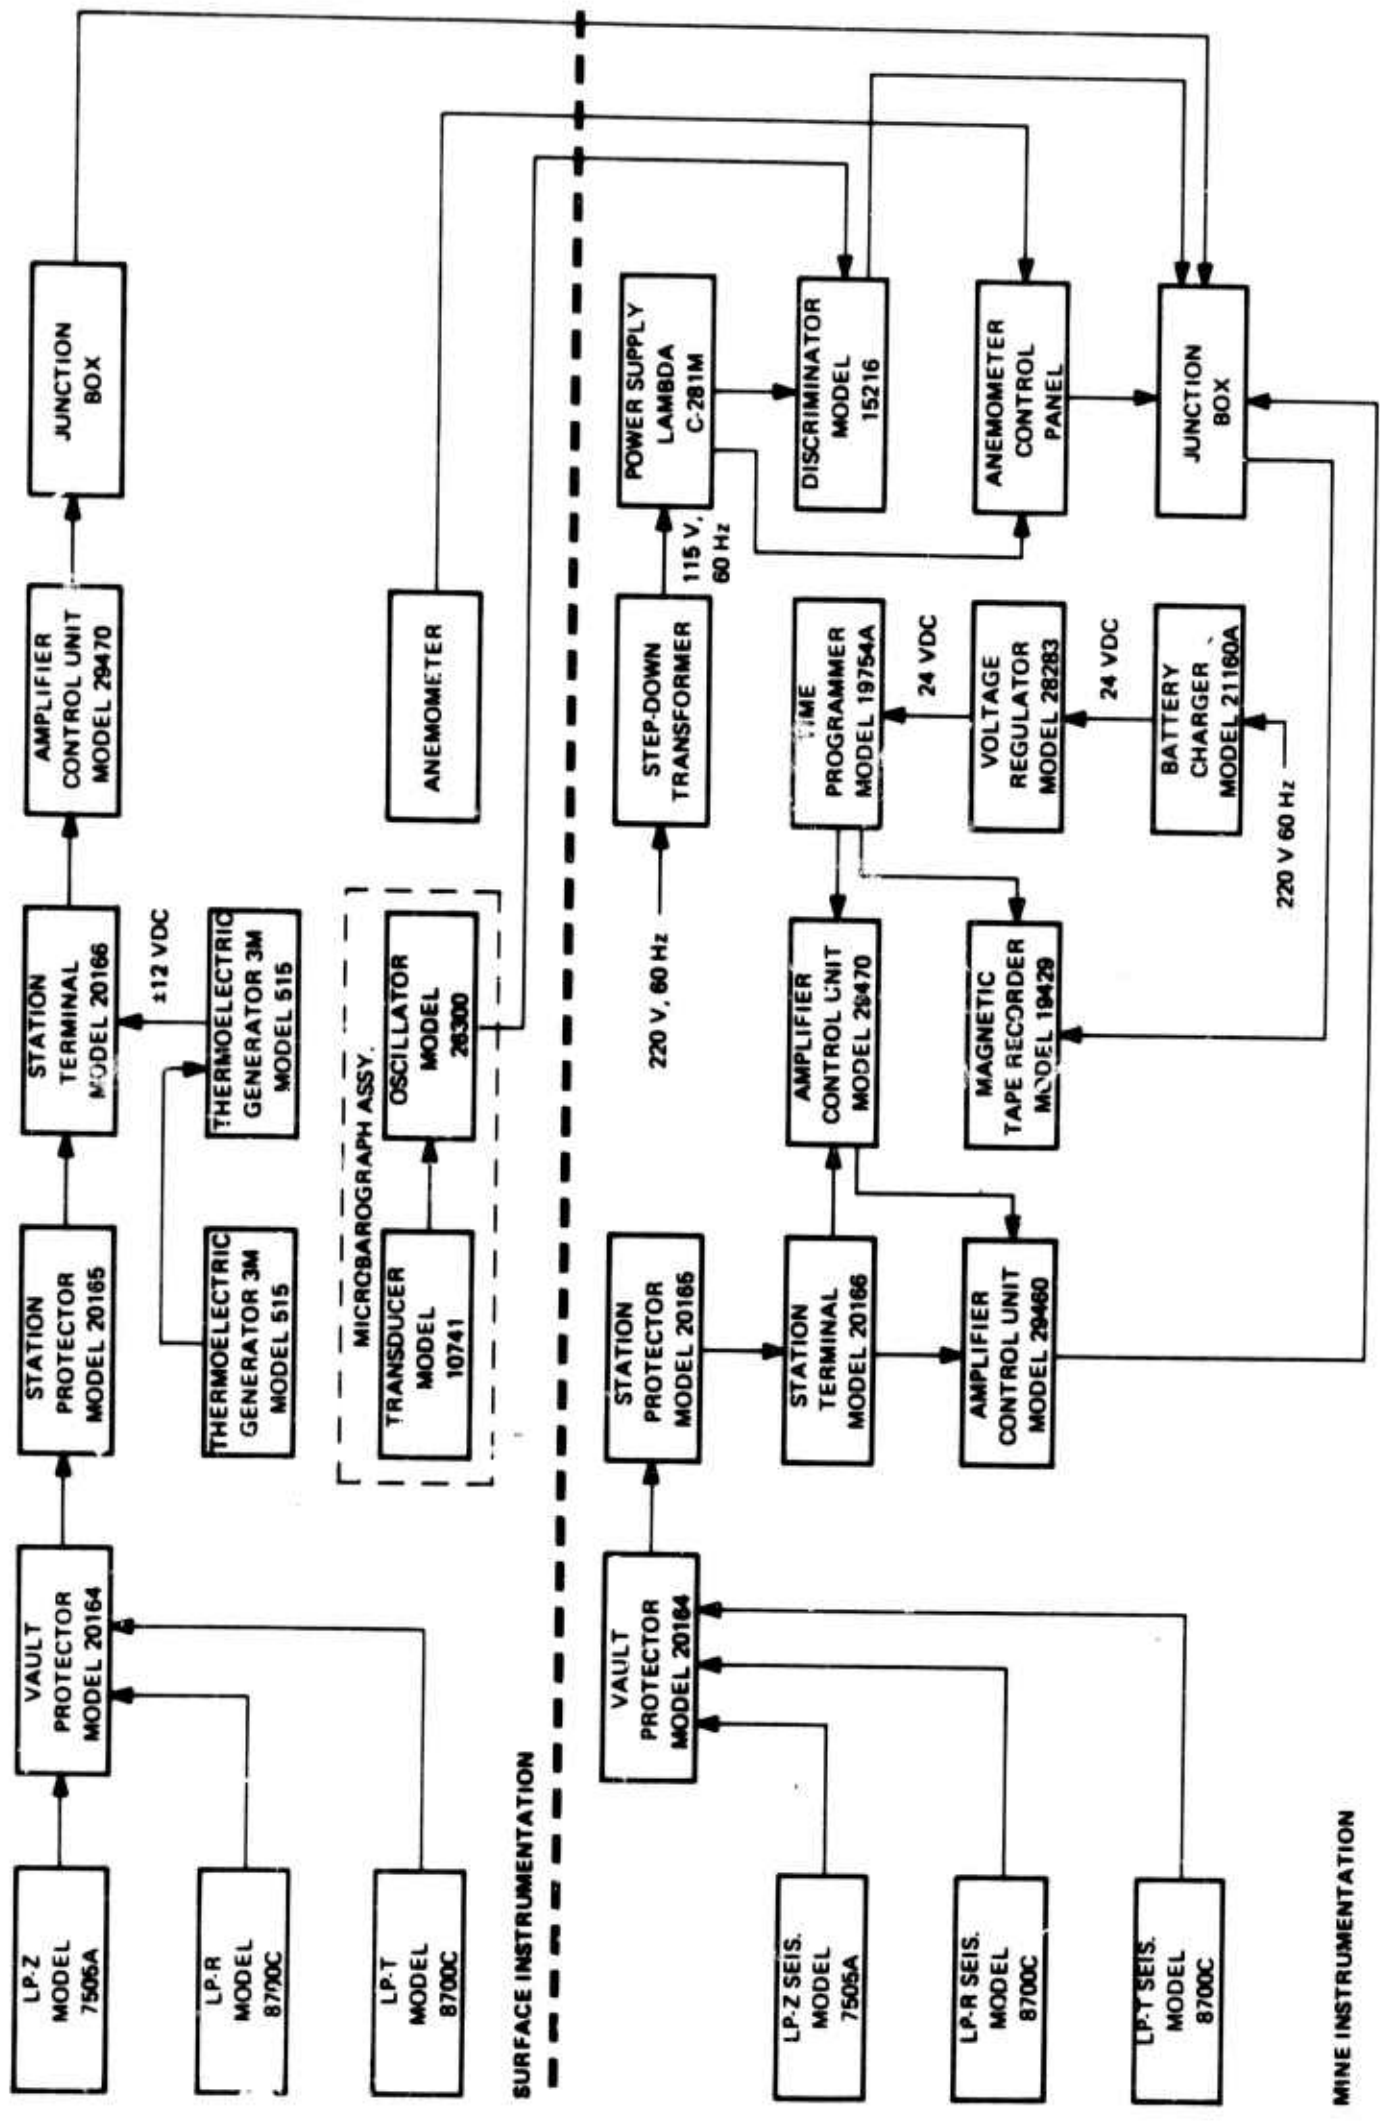 LP-Z
MODEL
7505A
LP-R
MODEL
8700C
LP-T
MODEL
8700C
VAULT
PROTECTOR
MODEL 20164
STATION
PROTECTOR
MODEL 20165
STATION
TERMINAL
MODEL 20166
AMPLIFIER
CONTROL UNIT
MODEL 29470
JUNCTION
BOX
THERMOELECTRIC
GENERATOR 3M
MODEL 515
THERMOELECTRIC
GENERATOR 3M
MODEL 515
±12 VDC
MICROBAROGRAPH ASSY.
TRANSDUCER
MODEL
10741
OSCILLATOR
MODEL
26300
ANEMOMETER
SURFACE INSTRUMENTATION
VAULT
PROTECTOR
MODEL 20164
STATION
PROTECTOR
MODEL 20165
220 V, 60 Hz
STEP-DOWN
TRANSFORMER
115 V,
60 Hz
POWER SUPPLY
LAMBDA
C-281M
LP-Z SEIS.
MODEL
7505A
LP-R SEIS.
MODEL
8700C
LP-T SEIS.
MODEL
8700C
STATION
TERMINAL
MODEL 20166
AMPLIFIER
CONTROL UNIT
MODEL 29470
TIME
PROGRAMMER
MODEL 19754A
DISCRIMINATOR
MODEL
15216
24 VDC
AMPLIFIER
CONTROL UNIT
MODEL 29460
MAGNETIC
TAPE RECORDER
MODEL 19429
VOLTAGE
REGULATOR
MODEL 28283
ANEMOMETER
CONTROL
PANEL
24 VDC
BATTERY
CHARGER
MODEL 21160A
JUNCTION
BOX
220 V 60 Hz
MINE INSTRUMENTATION